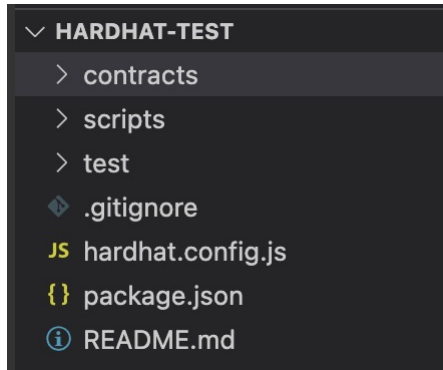 HARDHAT-TEST
contracts
scripts
test
.gitignore
JS hardhat.config.js
{} package.json
README.md